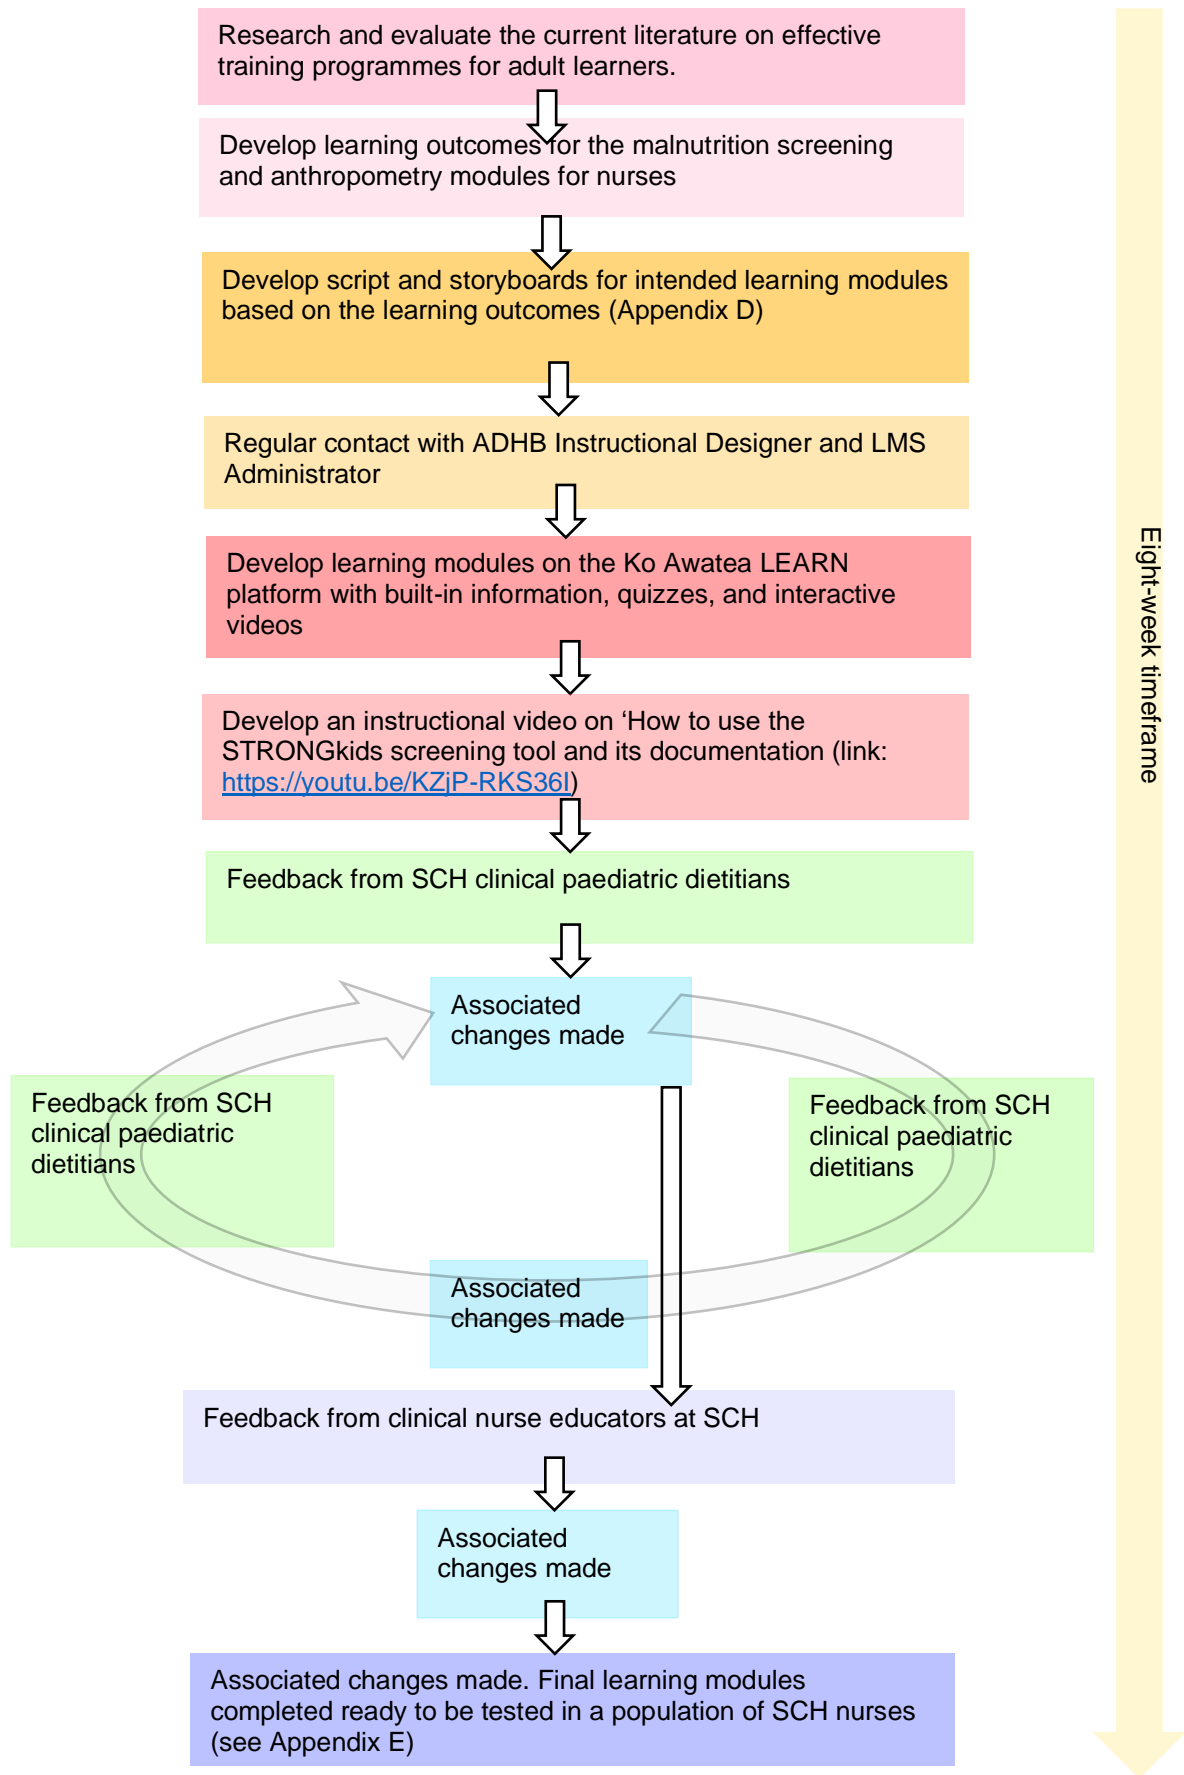 Research and evaluate the current literature on effective
training programmes for adult learners.
Develop learning outcomes for the malnutrition screening
and anthropometry modules for nurses
Develop script and storyboards for intended learning modules
based on the learning outcomes (Appendix D)
Regular contact with ADHB Instructional Designer and LMS
Administrator
Develop learning modules on the Ko Awatea LEARN
platform with built-in information, quizzes, and interactive
videos
Develop an instructional video on ‘How to use the
STRONGkids screening tool and its documentation (link:
https://youtu.be/KZjP-RKS36I)
Feedback from SCH clinical paediatric dietitians
Associated
changes made
Feedback from SCH
clinical paediatric
dietitians
Feedback from SCH
clinical paediatric
dietitians
Associated
changes made
Feedback from clinical nurse educators at SCH
Associated
changes made
Associated changes made. Final learning modules
completed ready to be tested in a population of SCH nurses
(see Appendix E)
Eight-week timeframe